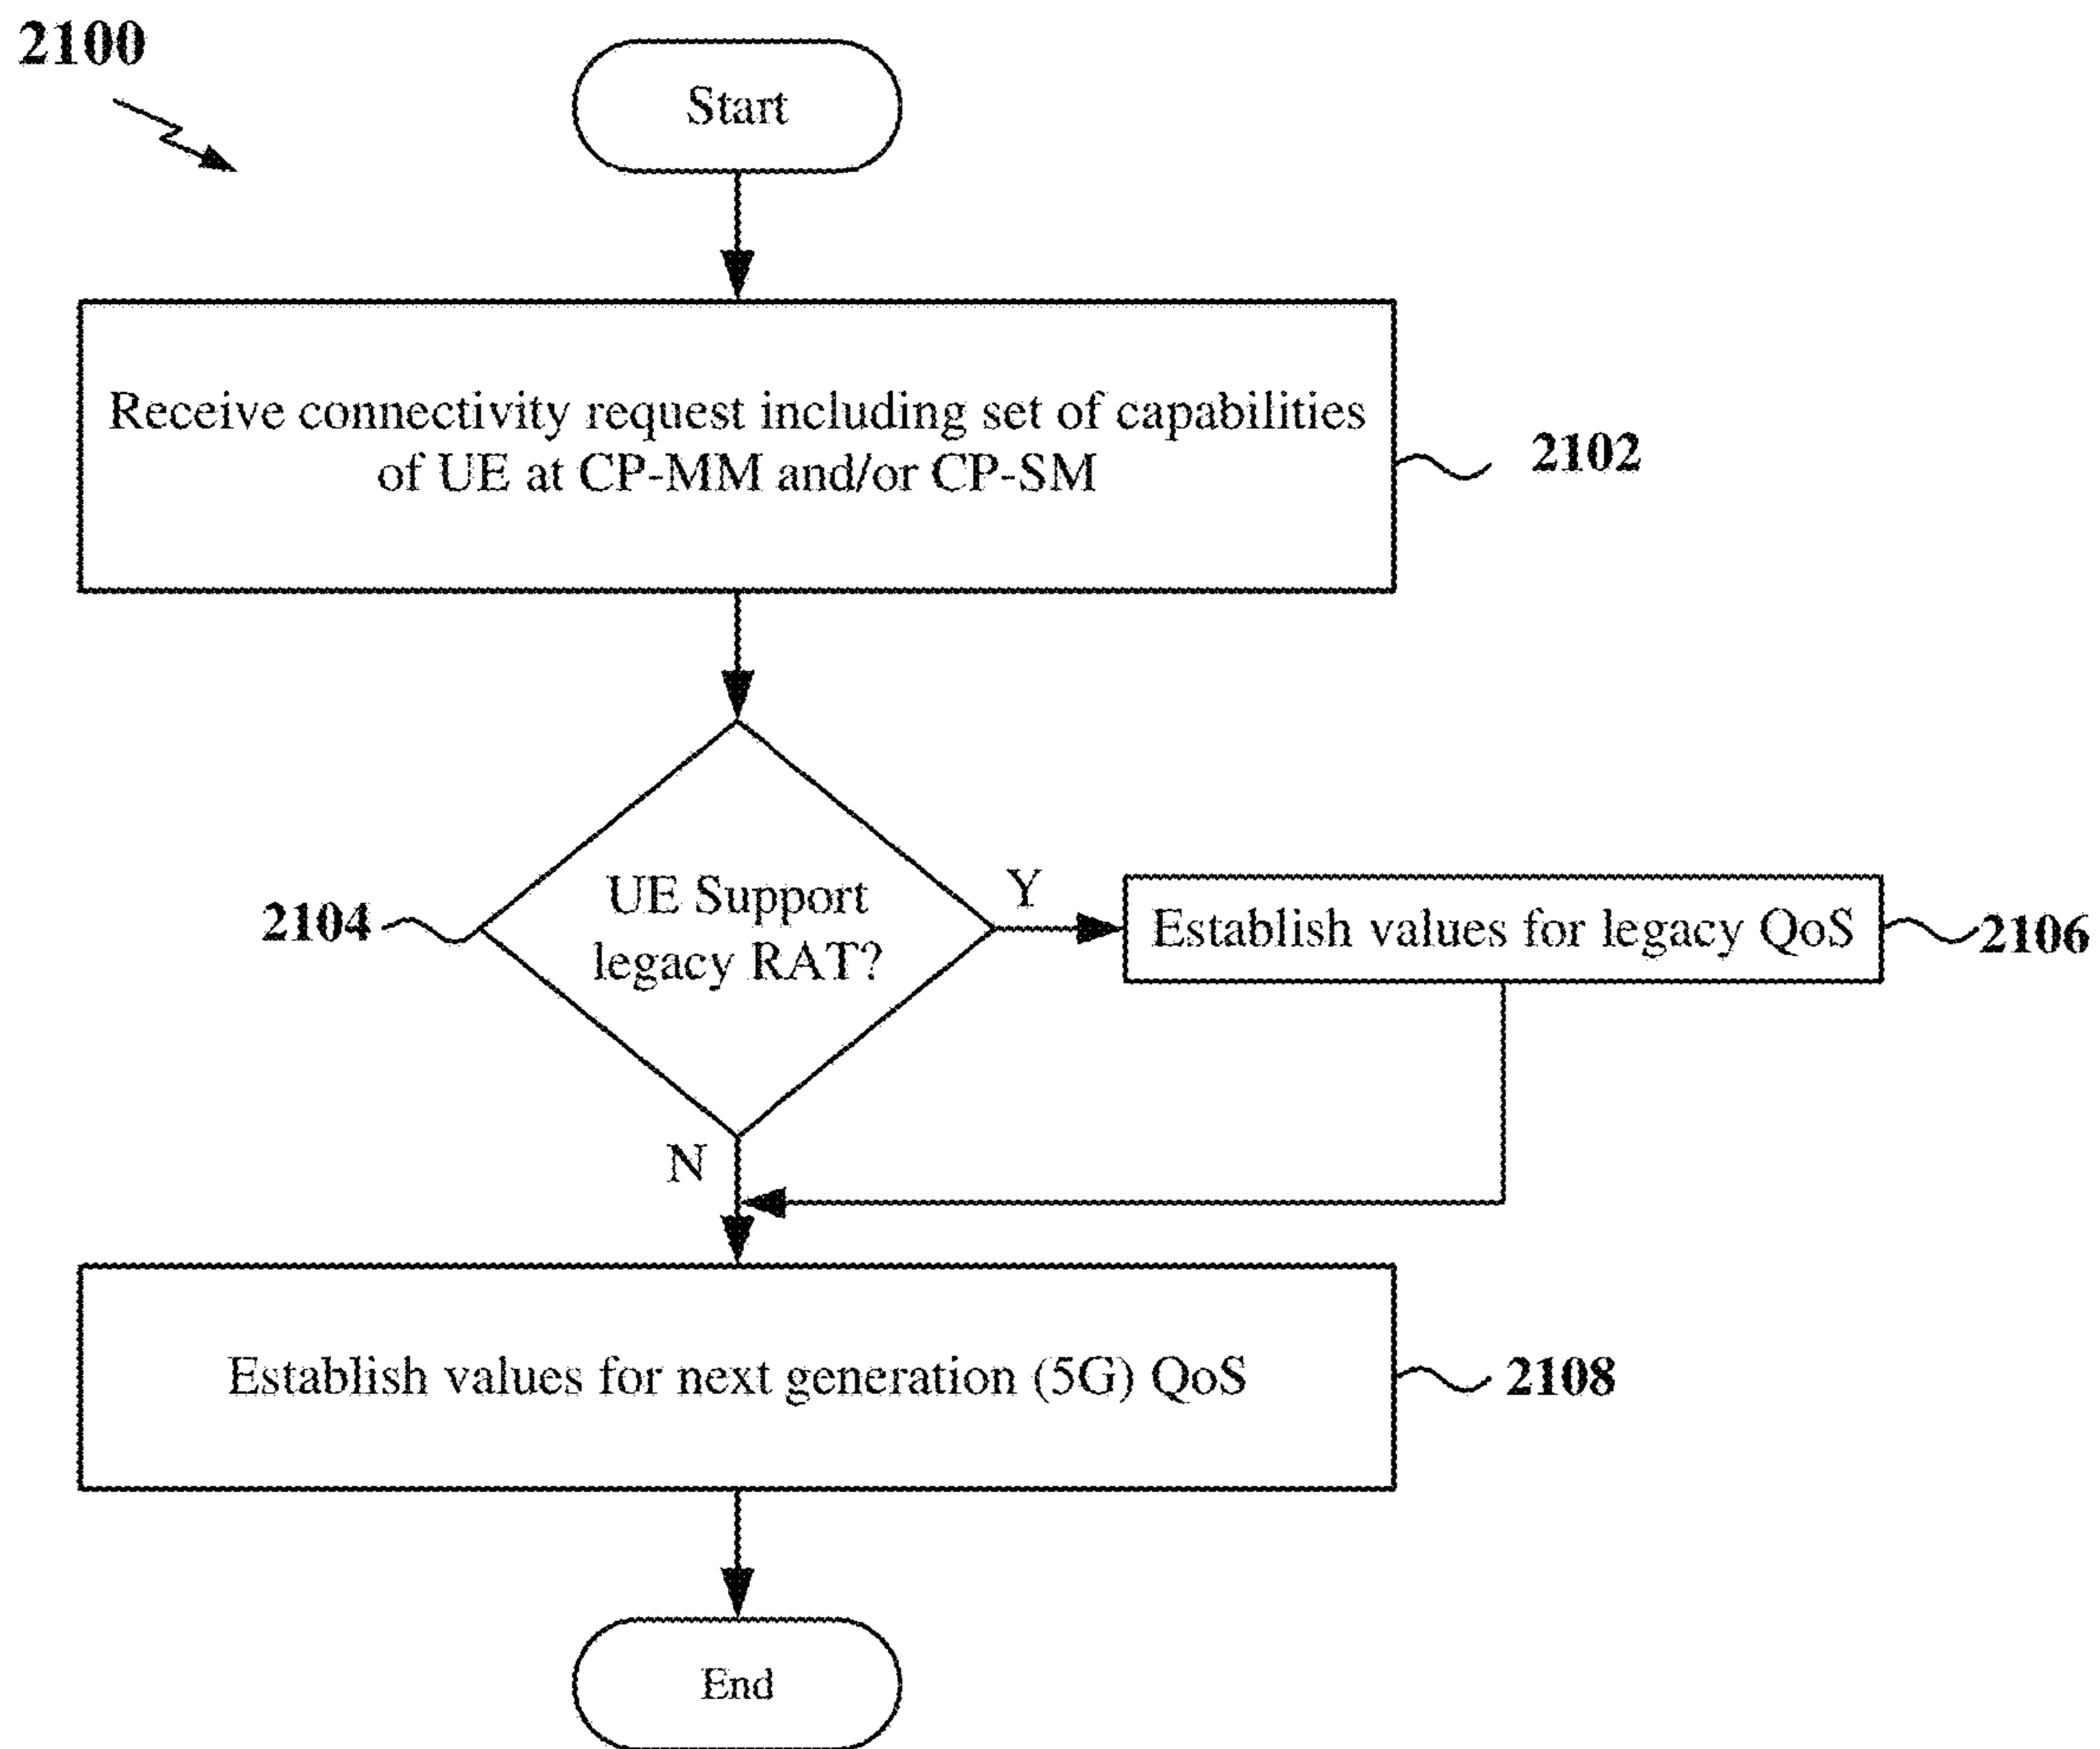 2100
Start
Receive connectivity request including set of capabilities
of UE at CP-MM and/or CP-SM
2102
UE Support
legacy RAT?
2104
Y
Establish values for legacy QoS
2106
N
Establish values for next generation (5G) QoS
2108
End